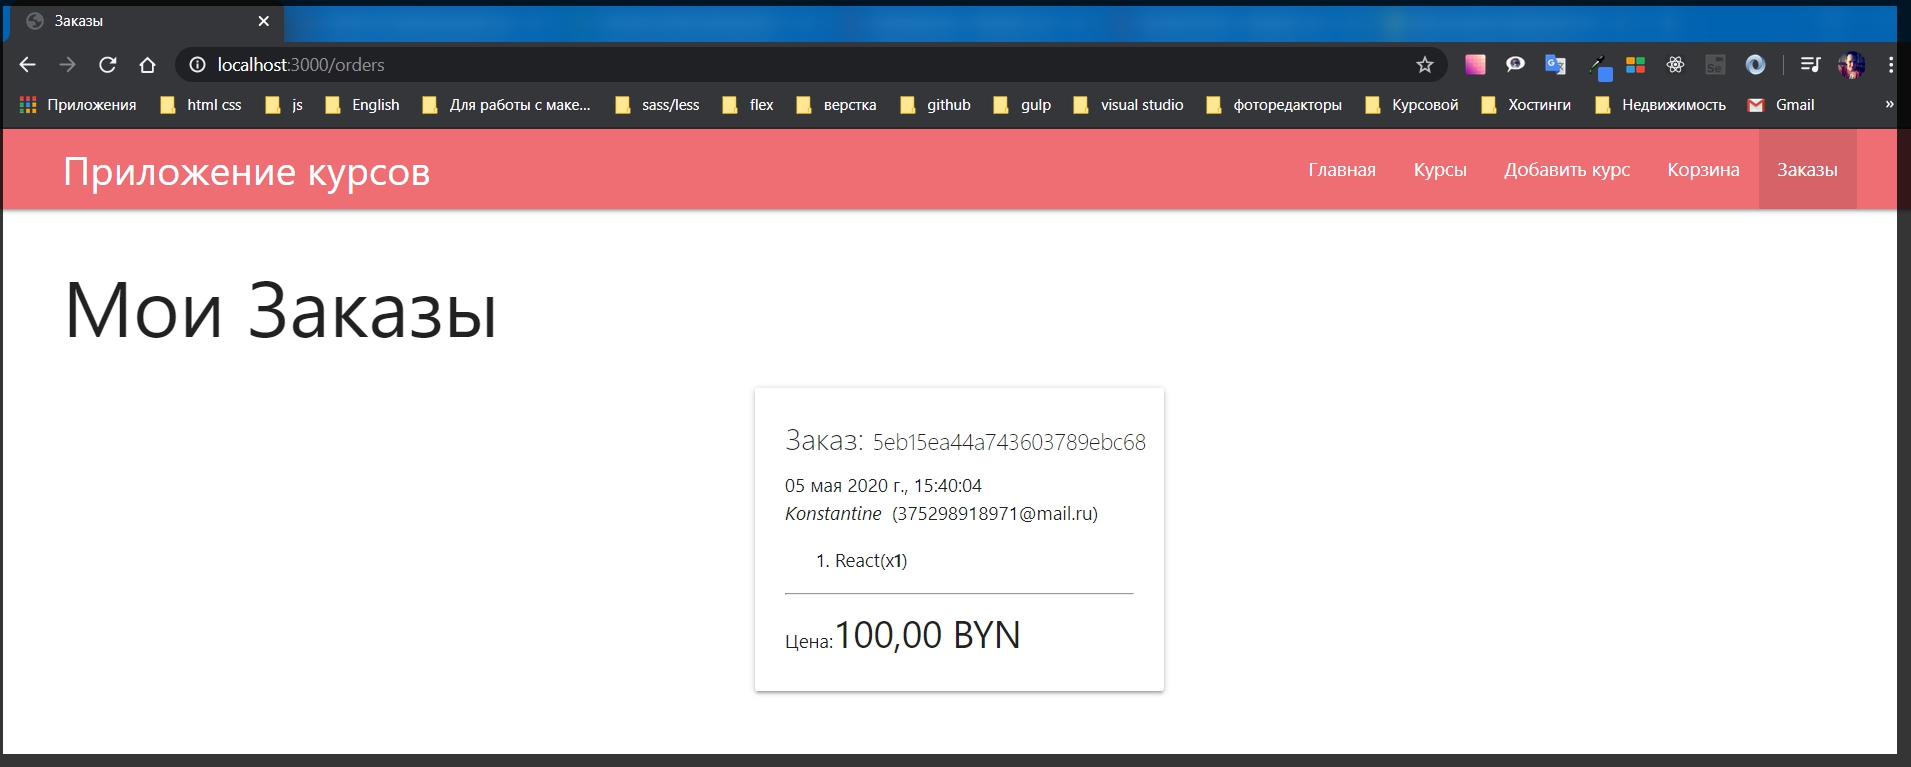 Заказы
localhost:3000/orders
Приложения html css js English Для работы с маке... sass/less flex верстка github gulp visual studio фоторедакторы Курсовой Хостинги Недвижимость Gmail »
Приложение курсов Главная Курсы Добавить курс Корзина Заказы
Мои Заказы
Заказ: 5eb15ea44a743603789ebc68
05 мая 2020 г., 15:40:04
Konstantine (375298918971@mail.ru)
1. React(x1)
Цена:100,00 BYN